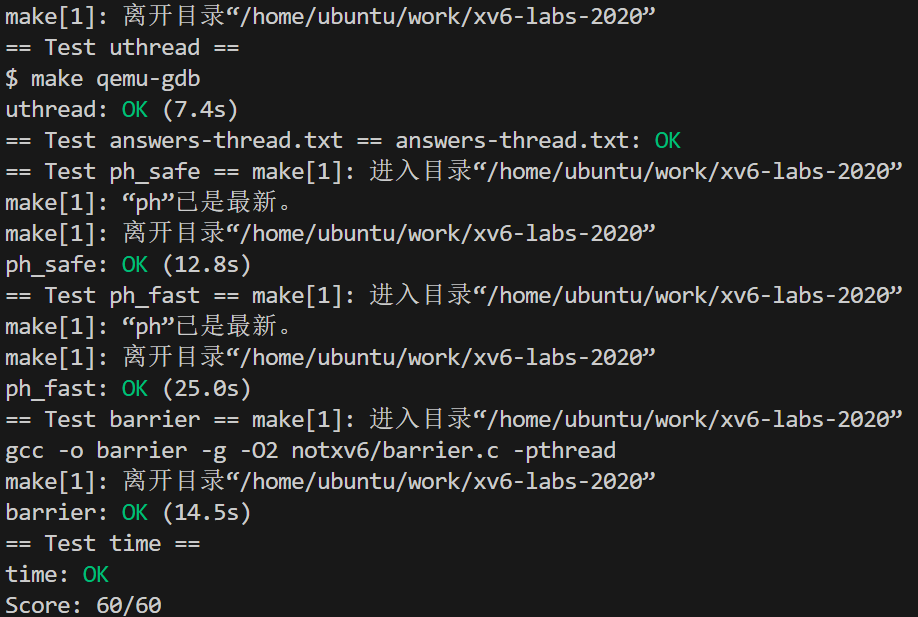 make[1]: 离开目录“/home/ubuntu/work/xv6-labs-2020”
== Test uthread ==
$ make qemu-gdb
uthread: OK (7.4s)
== Test answers-thread.txt == answers-thread.txt: OK
== Test ph_safe == make[1]: 进入目录“/home/ubuntu/work/xv6-labs-2020”
make[1]: “ph”已是最新。
make[1]: 离开目录“/home/ubuntu/work/xv6-labs-2020”
ph_safe: OK (12.8s)
== Test ph_fast == make[1]: 进入目录“/home/ubuntu/work/xv6-labs-2020”
make[1]: “ph”已是最新。
make[1]: 离开目录“/home/ubuntu/work/xv6-labs-2020”
ph_fast: OK (25.0s)
== Test barrier == make[1]: 进入目录“/home/ubuntu/work/xv6-labs-2020”
gcc -o barrier -g -O2 notxv6/barrier.c -pthread
make[1]: 离开目录“/home/ubuntu/work/xv6-labs-2020”
barrier: OK (14.5s)
== Test time ==
time: OK
Score: 60/60